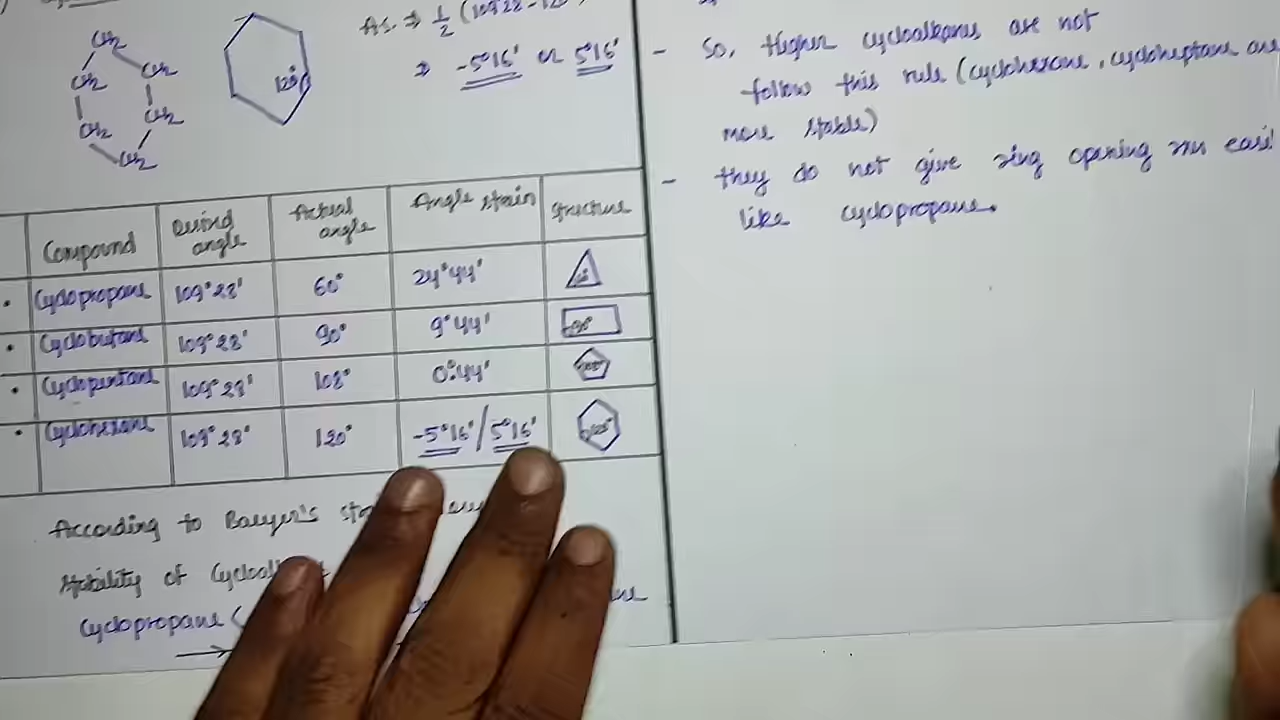 As. ⇒ 1/2 (109°28'-120°
⇒ -5°16' or 5°16'
CH2
CH2
CH2
CH2
CH2
CH2
120°
Compound
angle
Actual angle
Angle strain
Structure
• Cyclopropane 109°28' 60° 24°44'
• Cyclobutane 109°28' 90° 9°44' 90°
• Cyclopentane 109°28' 108° 0°44' 108°
• Cyclohexane 109°28' 120° -5°16'/5°16' 120°
According to Baeyer's
Stability of
Cyclopropane <
- So, Higher cycloalkanes are not
follow this rule (cyclohexane, cycloheptane are
more stable)
- they do not give ring opening rxn
like cyclopropane.